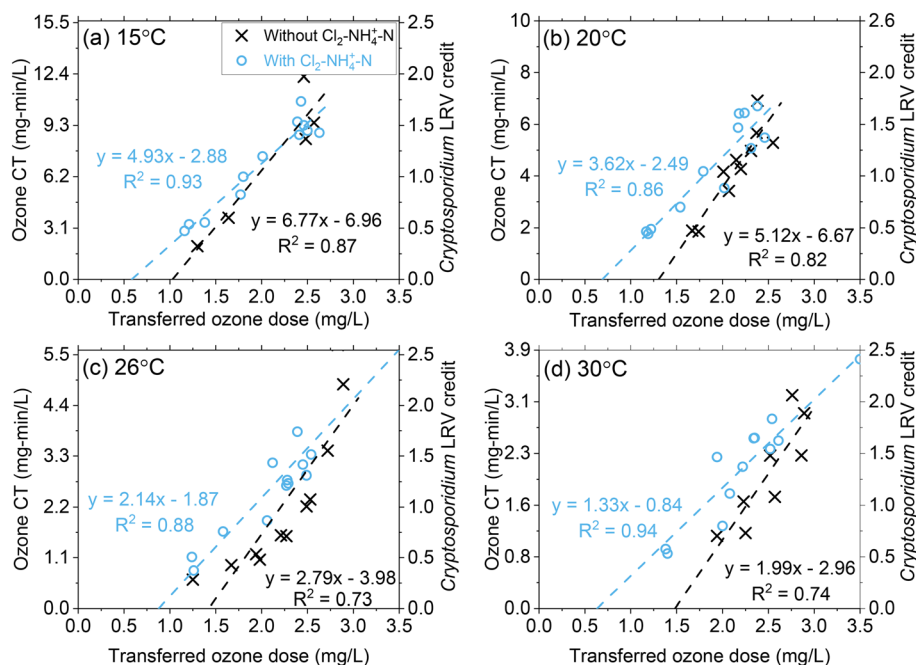 (a) 15°C
Without Cl₂-NH₄⁺-N
With Cl₂-NH₄⁺-N
15.5
12.4
9.3
6.2
3.1
0.0
Ozone CT (mg-min/L)
y = 4.93x - 2.88
R² = 0.93
y = 6.77x - 6.96
R² = 0.87
2.5
2.0
1.5
1.0
0.5
0.0
Cryptosporidium LRV credit
0.0 0.5 1.0 1.5 2.0 2.5 3.0 3.5
Transferred ozone dose (mg/L)
(b) 20°C
10
8
6
4
2
0
Ozone CT (mg-min/L)
y = 3.62x - 2.49
R² = 0.86
y = 5.12x - 6.67
R² = 0.82
2.6
2.0
1.5
1.0
0.5
0.0
Cryptosporidium LRV credit
0.0 0.5 1.0 1.5 2.0 2.5 3.0 3.5
Transferred ozone dose (mg/L)
(c) 26°C
5.5
4.4
3.3
2.2
1.1
0.0
Ozone CT (mg-min/L)
y = 2.14x - 1.87
R² = 0.88
y = 2.79x - 3.98
R² = 0.73
2.5
2.0
1.5
1.0
0.5
0.0
Cryptosporidium LRV credit
0.0 0.5 1.0 1.5 2.0 2.5 3.0 3.5
Transferred ozone dose (mg/L)
(d) 30°C
3.9
3.1
2.3
1.6
0.8
0.0
Ozone CT (mg-min/L)
y = 1.33x - 0.84
R² = 0.94
y = 1.99x - 2.96
R² = 0.74
2.5
2.0
1.5
1.0
0.5
0.0
Cryptosporidium LRV credit
0.0 0.5 1.0 1.5 2.0 2.5 3.0 3.5
Transferred ozone dose (mg/L)